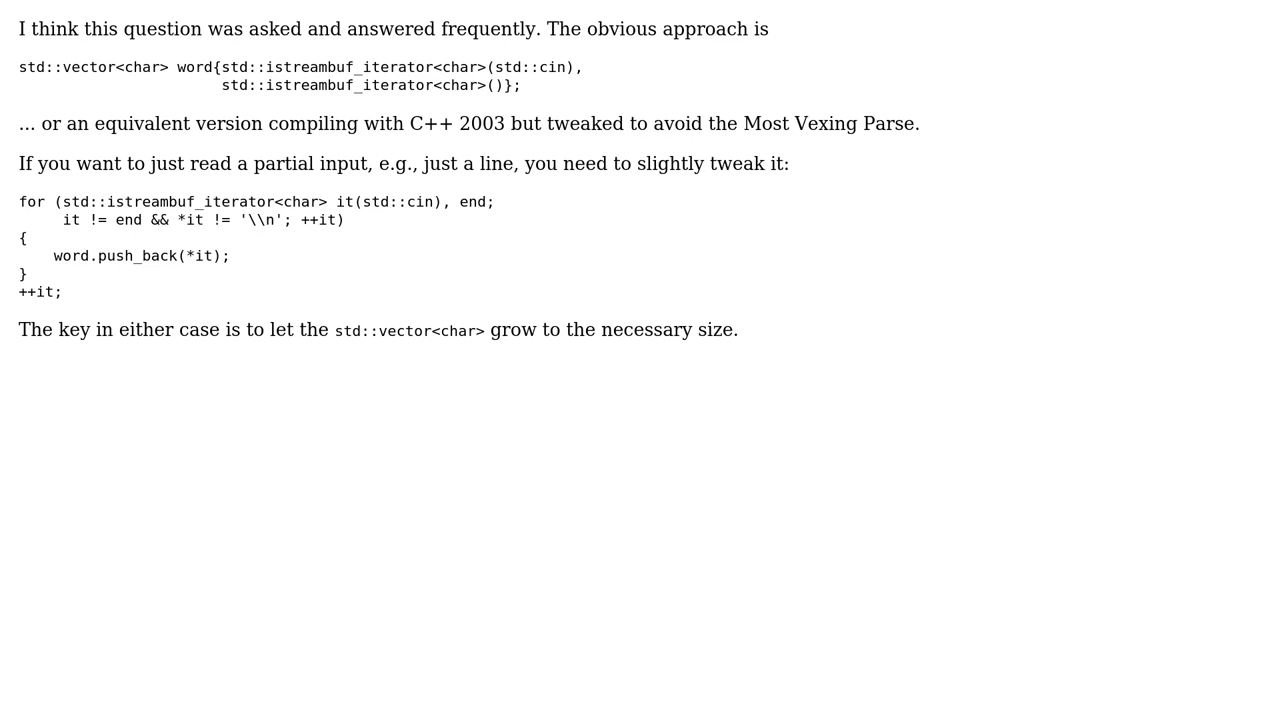 I think this question was asked and answered frequently. The obvious approach is
std::vector<char> word{std::istreambuf_iterator<char>(std::cin),
                       std::istreambuf_iterator<char>()};
... or an equivalent version compiling with C++ 2003 but tweaked to avoid the Most Vexing Parse.
If you want to just read a partial input, e.g., just a line, you need to slightly tweak it:
for (std::istreambuf_iterator<char> it(std::cin), end;
     it != end && *it != '\\n'; ++it)
{
    word.push_back(*it);
}
++it;
The key in either case is to let the std::vector<char> grow to the necessary size.